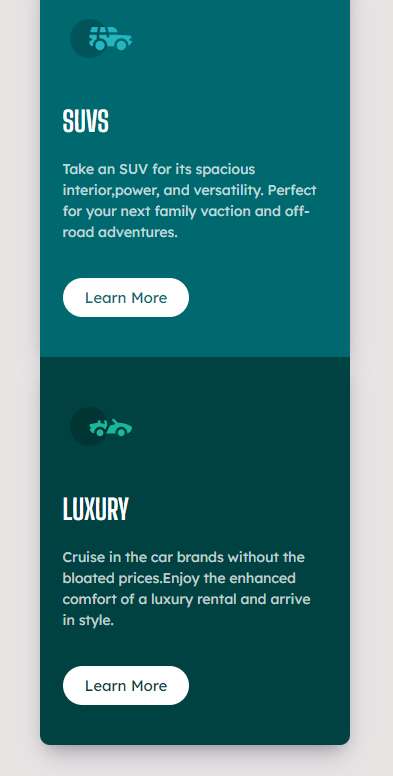 SUVS
Take an SUV for its spacious
interior,power, and versatility. Perfect
for your next family vaction and off-
road adventures.
Learn More
LUXURY
Cruise in the car brands without the
bloated prices.Enjoy the enhanced
comfort of a luxury rental and arrive
in style.
Learn More